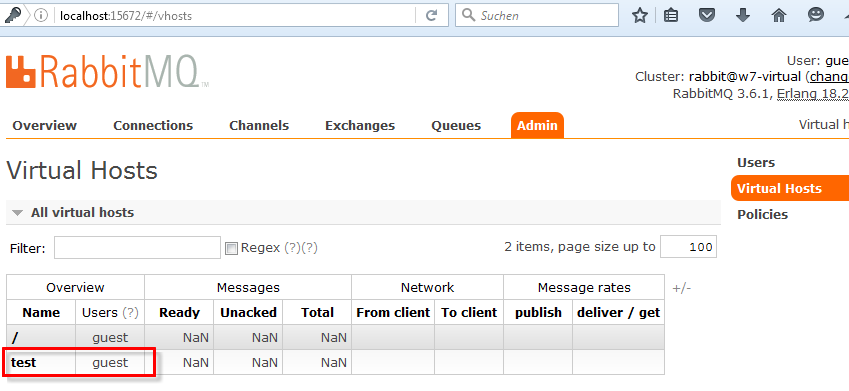 localhost:15672/#/vhosts
Suchen
RabbitMQ™
User: gue
Cluster: rabbit@w7-virtual (chang
RabbitMQ 3.6.1, Erlang 18.2
Overview Connections Channels Exchanges Queues Admin Virtual h
Virtual Hosts
Users
Virtual Hosts
Policies
All virtual hosts
Filter: Regex (?)(?) 2 items, page size up to 100
Overview Messages Network Message rates +/-
Name Users (?) Ready Unacked Total From client To client publish deliver / get
/ guest NaN NaN NaN
test guest NaN NaN NaN